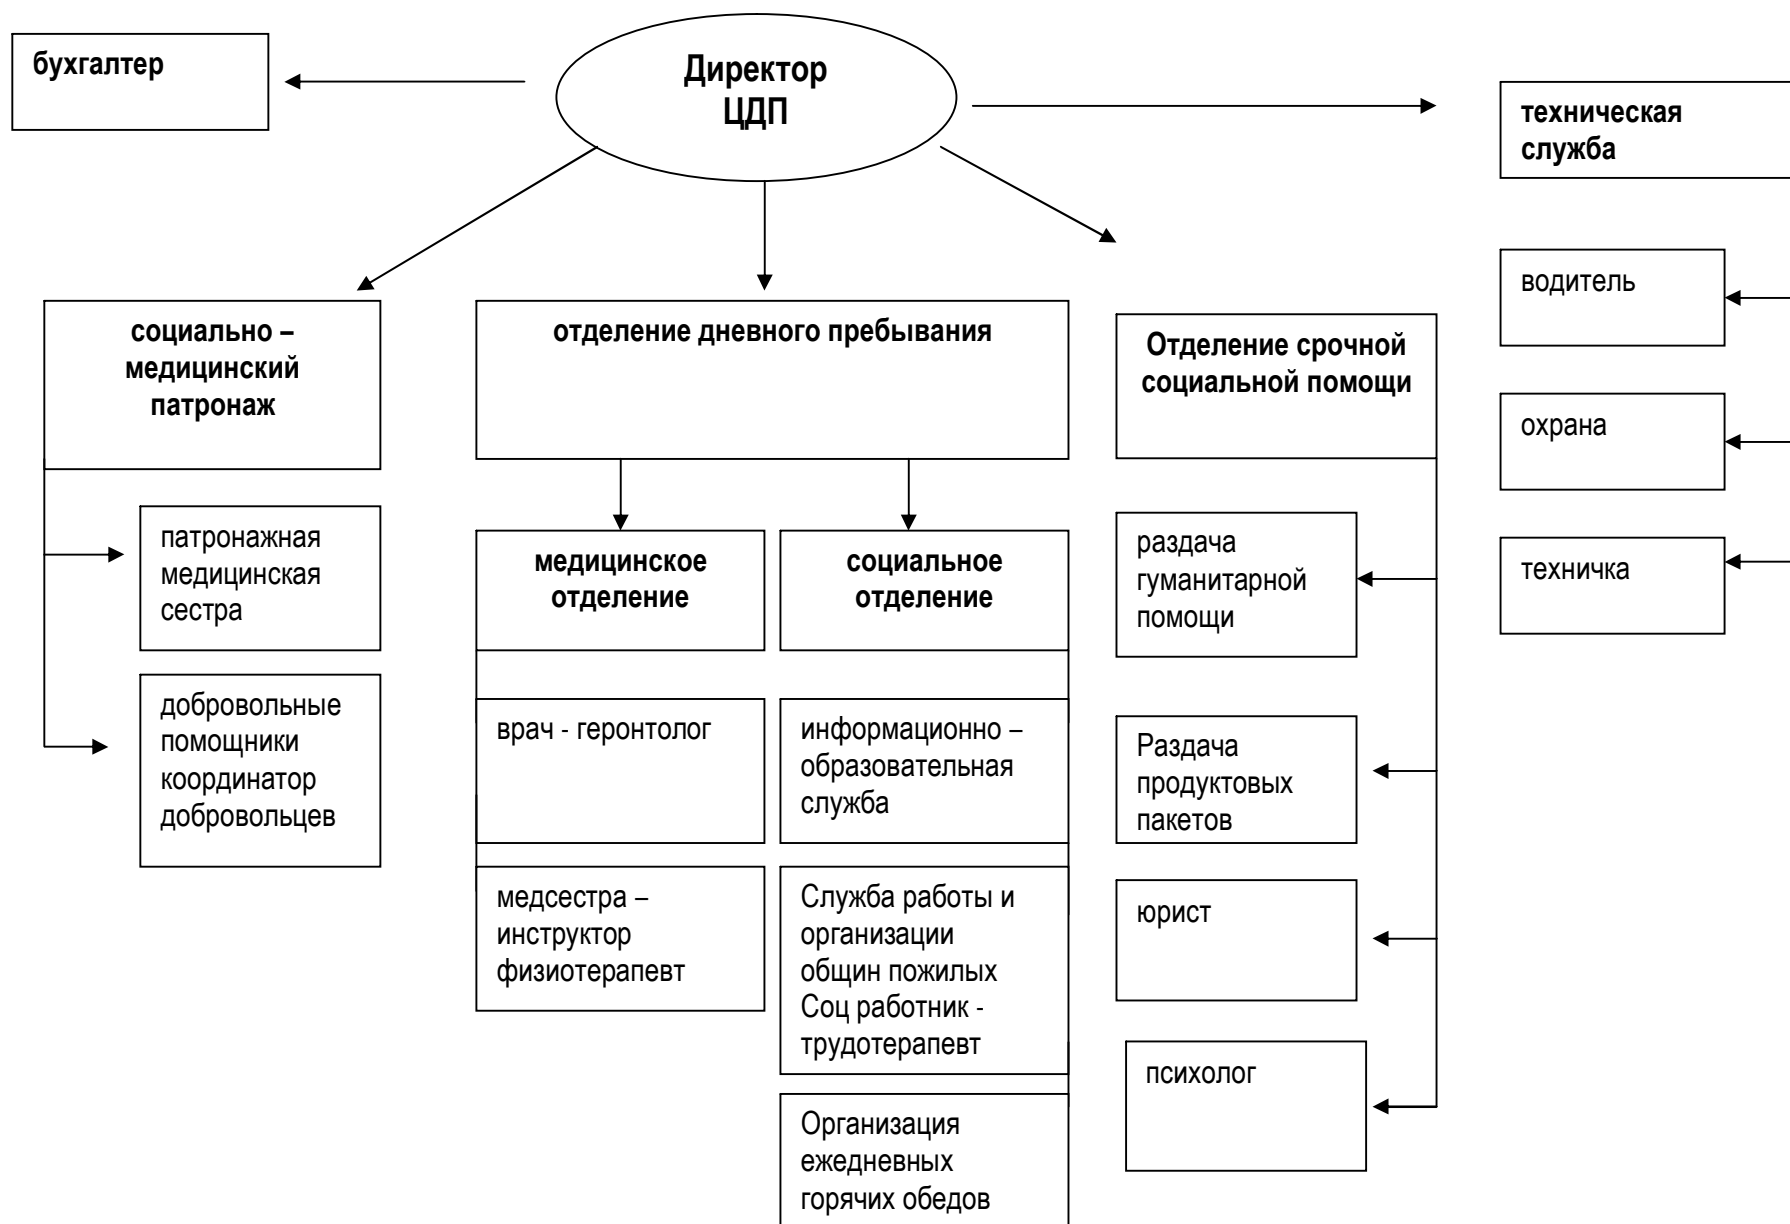 бухгалтер
Директор
ЦДП
техническая
служба
водитель
охрана
техничка
социально –
медицинский
патронаж
патронажная
медицинская
сестра
добровольные
помощники
координатор
добровольцев
отделение дневного пребывания
медицинское
отделение
врач - геронтолог
медсестра –
инструктор
физиотерапевт
социальное
отделение
информационно –
образовательная
служба
Служба работы и
организации
общин пожилых
Соц работник -
трудотерапевт
Организация
ежедневных
горячих обедов
Отделение срочной
социальной помощи
раздача
гуманитарной
помощи
Раздача
продуктовых
пакетов
юрист
психолог